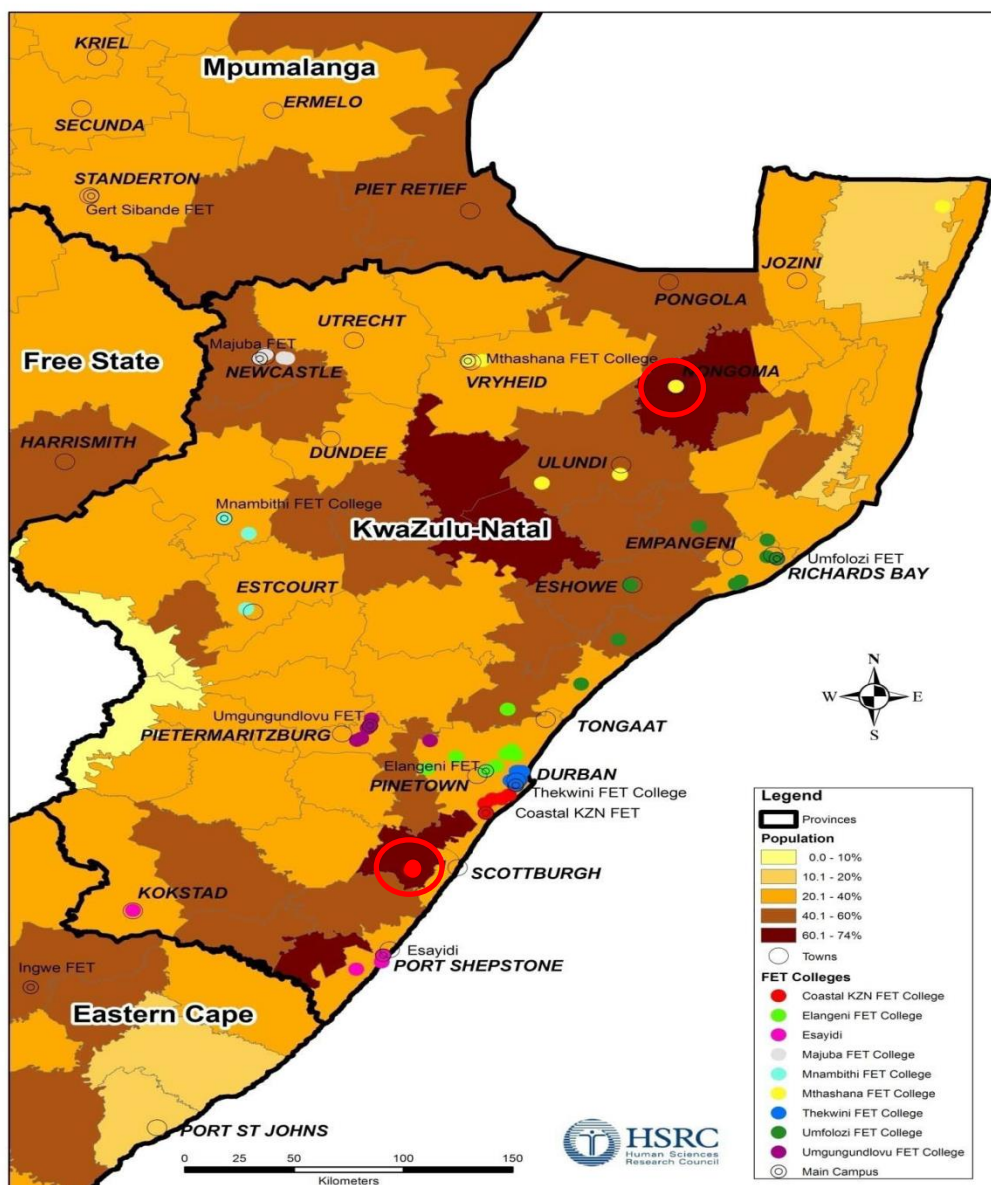 KRIEL
Mpumalanga
ERMELO
SECUNDA
STANDERTON
Gert Sibande FET
PIET RETIEF
JOZINI
PONGOLA
UTRECHT
Majuba FET
NEWCASTLE
Mthashana FET College
VRYHEID
Free State
NONGOMA
HARRISMITH
DUNDEE
ULUNDI
Mnambithi FET College
KwaZulu-Natal
EMPANGENI
Umfolozi FET
RICHARDS BAY
ESTCOURT
ESHOWE
N
W
E
S
Umgungundlovu FET
TONGAAT
PIETERMARITZBURG
Elangeni FET
DURBAN
PINETOWN
Thekwini FET College
Coastal KZN FET
SCOTTBURGH
KOKSTAD
Esayidi
PORT SHEPSTONE
Ingwe FET
Eastern Cape
PORT ST JOHNS
Legend
Provinces
Population
0.0 - 10%
10.1 - 20%
20.1 - 40%
40.1 - 60%
60.1 - 74%
Towns
FET Colleges
Coastal KZN FET College
Elangeni FET College
Esayidi
Majuba FET College
Mnambithi FET College
Mthashana FET College
Thekwini FET College
Umfolozi FET College
Umgungundlovu FET College
Main Campus
HSRC
Human Sciences
Research Council
0 25 50 100 150
Kilometers